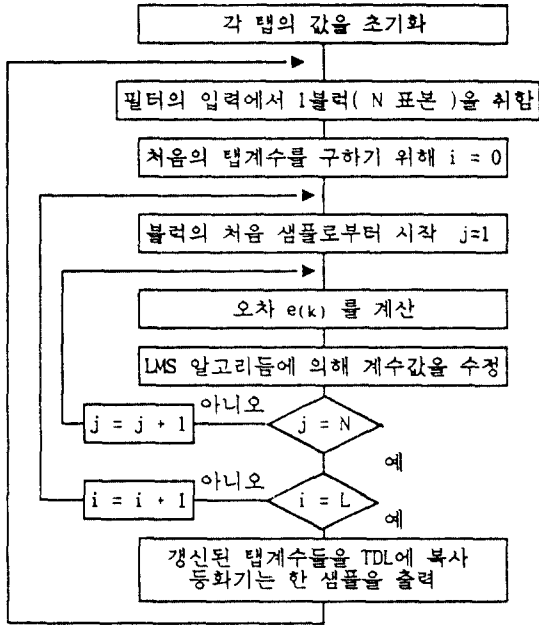 각 탭의 값을 초기화
필터의 입력에서 1블럭( N 표본 )을 취함
처음의 탭계수를 구하기 위해 i = 0
블럭의 처음 샘플로부터 시작 j=1
오차 e(k) 를 계산
LMS 알고리듬에 의해 계수값을 수정
j = j + 1
아니오
j = N
예
i = i + 1
아니오
i = L
예
갱신된 탭계수들을 TDL에 복사
등화기는 한 샘플을 출력